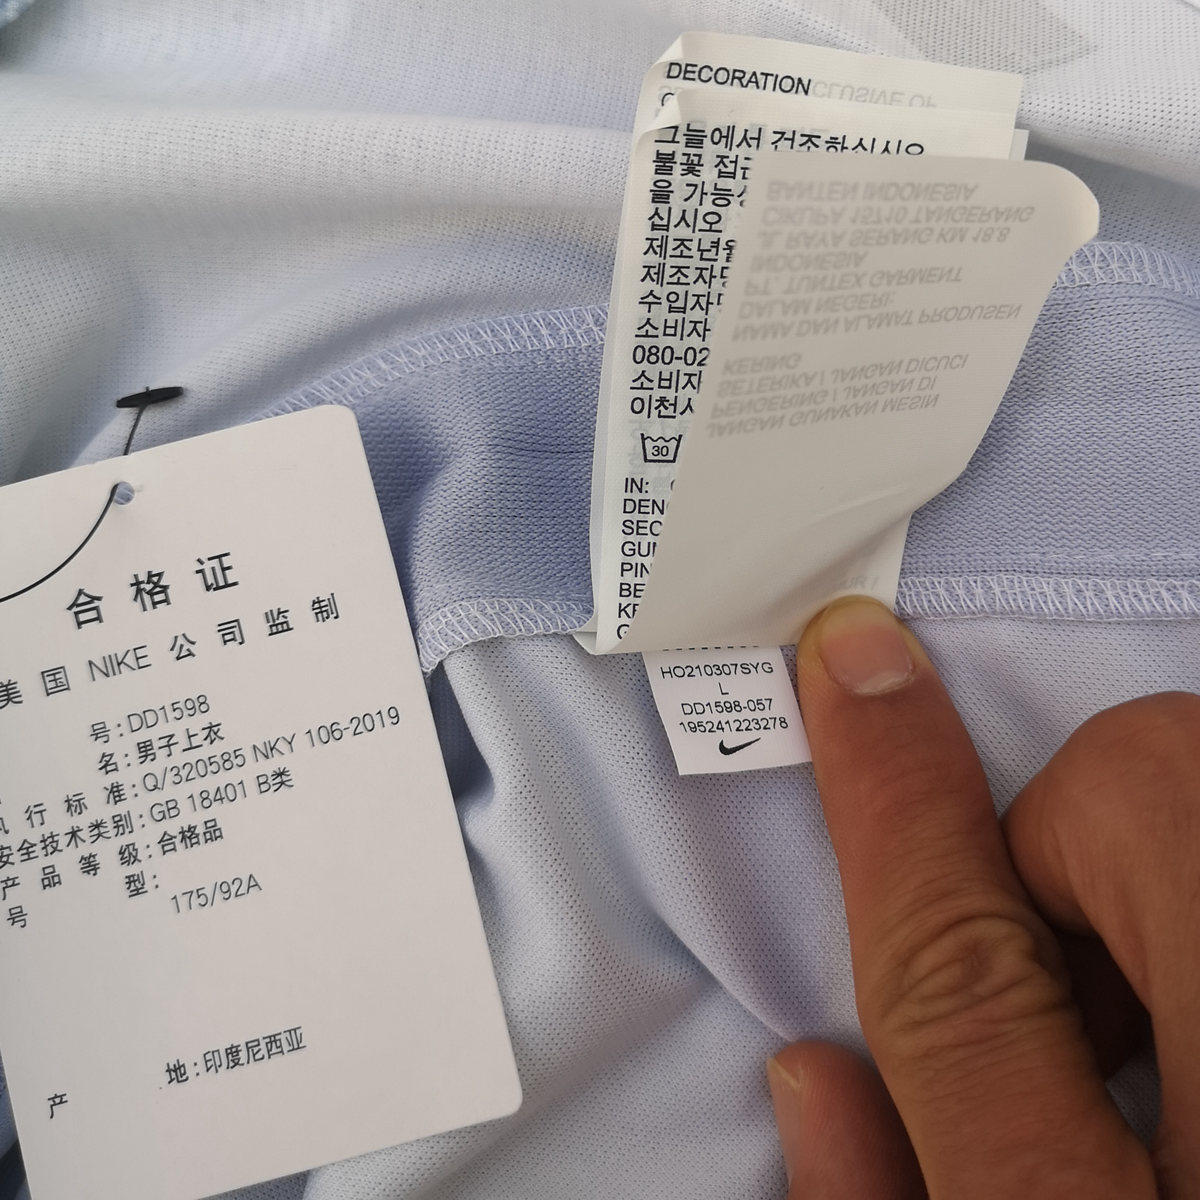 DECORATION
그늘에서 건조하십시오
불꽃 접근
을 가능
십시오
제조년월
제조자명
수입자명
소비자
080-02
소비자
이천시
30
IN:
DEN
SEC
GUI
PIN
BE
KE
BANTEN INDONESIA
CIKUPA 15710 TANGERANG
JL. RAYA SERANG KM 18.8
INDONESIA
PT. TUNTEX GARMENT
DALAM NEGERI:
NAMA DAN ALAMAT PRODUSEN
KERING
SETERIKA / JANGAN DICUCI
PENGERING / JANGAN DI
JANGAN GUNAKAN MESIN
HO210307SYG
L
DD1598-057
195241223278
合格证
美国 NIKE 公司监制
号:DD1598
名:男子上衣
执行标准:Q/320585 NKY 106-2019
安全技术类别:GB 18401 B类
产品等级:合格品
号型:
175/92A
产地:印度尼西亚